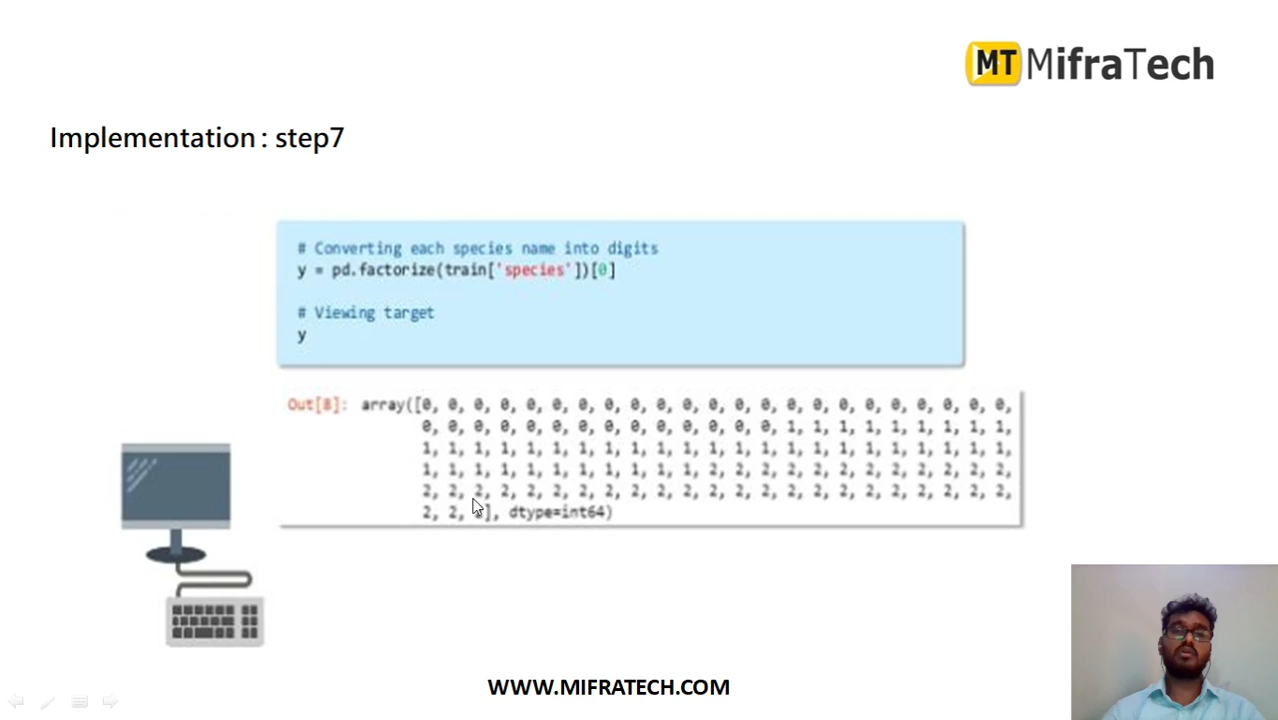 MT MifraTech
Implementation : step7
# Converting each species name into digits
y = pd.factorize(train['species'])[0]
# Viewing target
y
Out[8]: array([0, 0, 0, 0, 0, 0, 0, 0, 0, 0, 0, 0, 0, 0, 0, 0, 0, 0, 0, 0, 0, 0, 0,
0, 0, 0, 0, 0, 0, 0, 0, 0, 0, 0, 0, 0, 0, 1, 1, 1, 1, 1, 1, 1, 1, 1,
1, 1, 1, 1, 1, 1, 1, 1, 1, 1, 1, 1, 1, 1, 1, 1, 1, 1, 1, 1, 1, 1, 1,
1, 1, 1, 1, 1, 1, 1, 1, 1, 1, 1, 2, 2, 2, 2, 2, 2, 2, 2, 2, 2, 2, 2,
2, 2, 2, 2, 2, 2, 2, 2, 2, 2, 2, 2, 2, 2, 2, 2, 2, 2, 2, 2, 2, 2, 2,
2, 2, ], dtype=int64)
WWW.MIFRATECH.COM